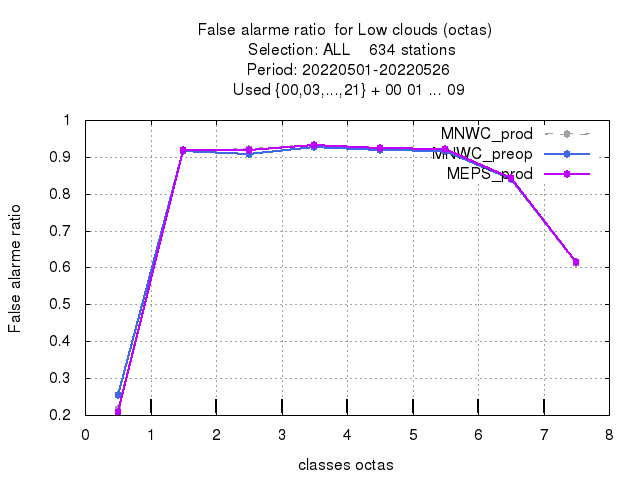 False alarme ratio  for Low clouds (octas)
Selection: ALL    634 stations
Period: 20220501-20220526
Used {00,03,...,21} + 00 01 ... 09
1
0.9
0.8
0.7
0.6
0.5
0.4
0.3
0.2
False alarme ratio
MNWC_prod
MNWC_preop
MEPS_prod
0 1 2 3 4 5 6 7 8
classes octas